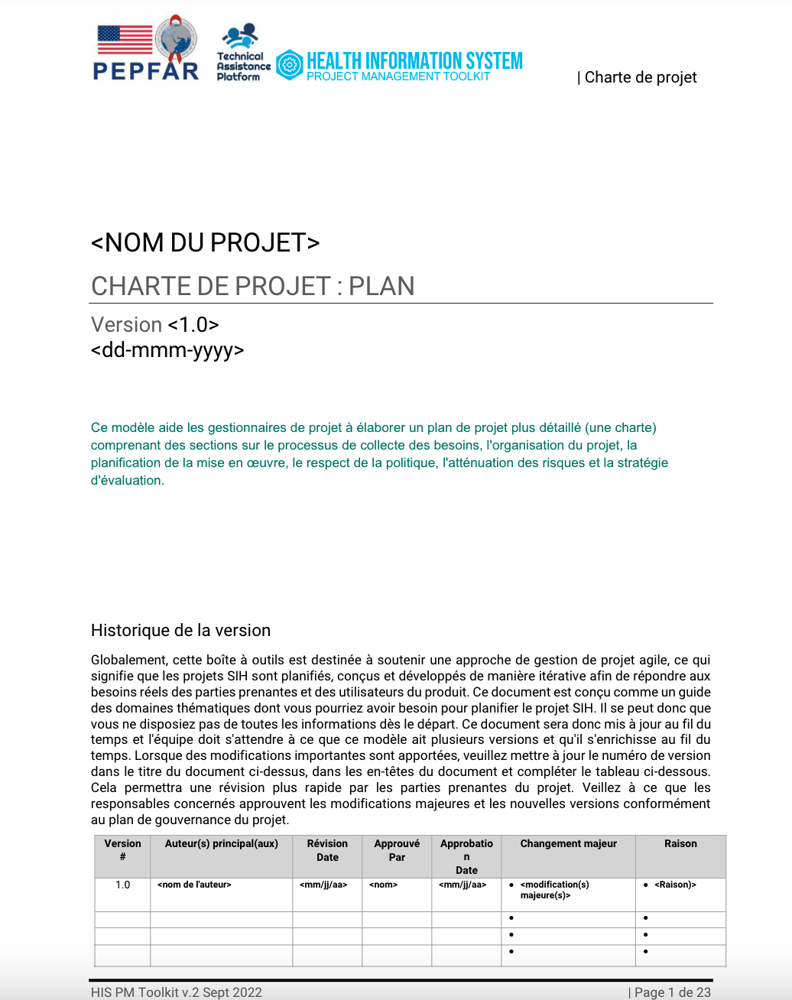 PEPFAR
Technical
Assistance
Platform
HEALTH INFORMATION SYSTEM
PROJECT MANAGEMENT TOOLKIT
| Charte de projet
<NOM DU PROJET>
CHARTE DE PROJET : PLAN
Version <1.0>
<dd-mmm-yyyy>
Ce modèle aide les gestionnaires de projet à élaborer un plan de projet plus détaillé (une charte)
comprenant des sections sur le processus de collecte des besoins, l'organisation du projet, la
planification de la mise en œuvre, le respect de la politique, l'atténuation des risques et la stratégie
d'évaluation.
Historique de la version
Globalement, cette boîte à outils est destinée à soutenir une approche de gestion de projet agile, ce qui
signifie que les projets SIH sont planifiés, conçus et développés de manière itérative afin de répondre aux
besoins réels des parties prenantes et des utilisateurs du produit. Ce document est conçu comme un guide
des domaines thématiques dont vous pourriez avoir besoin pour planifier le projet SIH. Il se peut donc que
vous ne disposiez pas de toutes les informations dès le départ. Ce document sera donc mis à jour au fil du
temps et l'équipe doit s'attendre à ce que ce modèle ait plusieurs versions et qu'il s'enrichisse au fil du
temps. Lorsque des modifications importantes sont apportées, veuillez mettre à jour le numéro de version
dans le titre du document ci-dessus, dans les en-têtes du document et compléter le tableau ci-dessous.
Cela permettra une révision plus rapide par les parties prenantes du projet. Veillez à ce que les
responsables concernés approuvent les modifications majeures et les nouvelles versions conformément
au plan de gouvernance du projet.
Version # Auteur(s) principal(aux) Révision Date Approuvé Par Approbatio n Date Changement majeur Raison
1.0 <nom de l'auteur> <mm/jj/aa> <nom> <mm/jj/aa> • <modification(s) majeure(s)> • <Raison)>
• •
• •
• •
HIS PM Toolkit v.2 Sept 2022 | Page 1 de 23